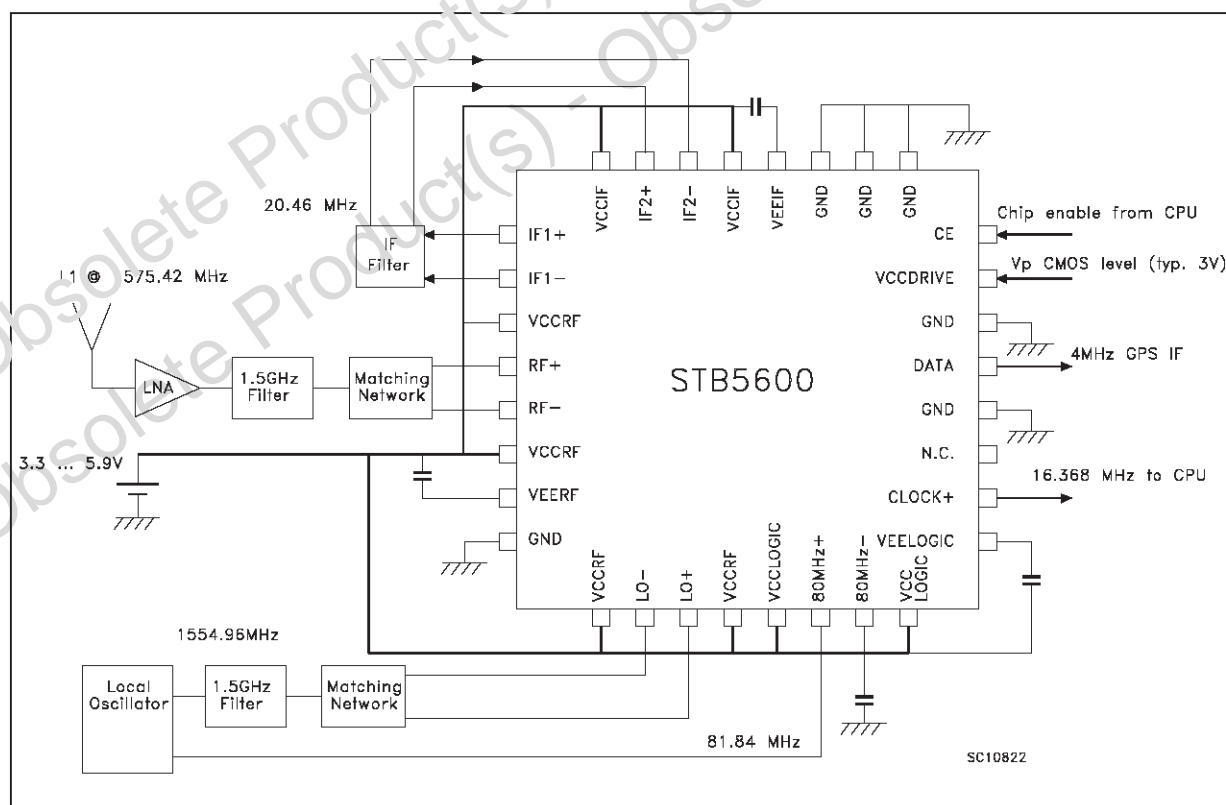 Obsolete Product(s) - Obso
Obsolete Product(s)
20.46 MHz
IF
Filter
L1 @ 575.42 MHz
LNA
1.5GHz
Filter
Matching
Network
3.3 ... 5.9V
VCCIF
IF2+
IF2-
VCCIF
VEEIF
GND
GND
GND
IF1+
IF1-
VCCRF
RF+
RF-
VCCRF
VEERF
GND
STB5600
CE
VCCDRIVE
GND
DATA
GND
N.C.
CLOCK+
VEELOGIC
Chip enable from CPU
Vp CMOS level (typ. 3V)
4MHz GPS IF
16.368 MHz to CPU
VCCRF
LO-
LO+
VCCRF
VCCLOGIC
80MHz+
80MHz-
VCC
LOGIC
1554.96MHz
Local
Oscillator
1.5GHz
Filter
Matching
Network
81.84 MHz
SC10822